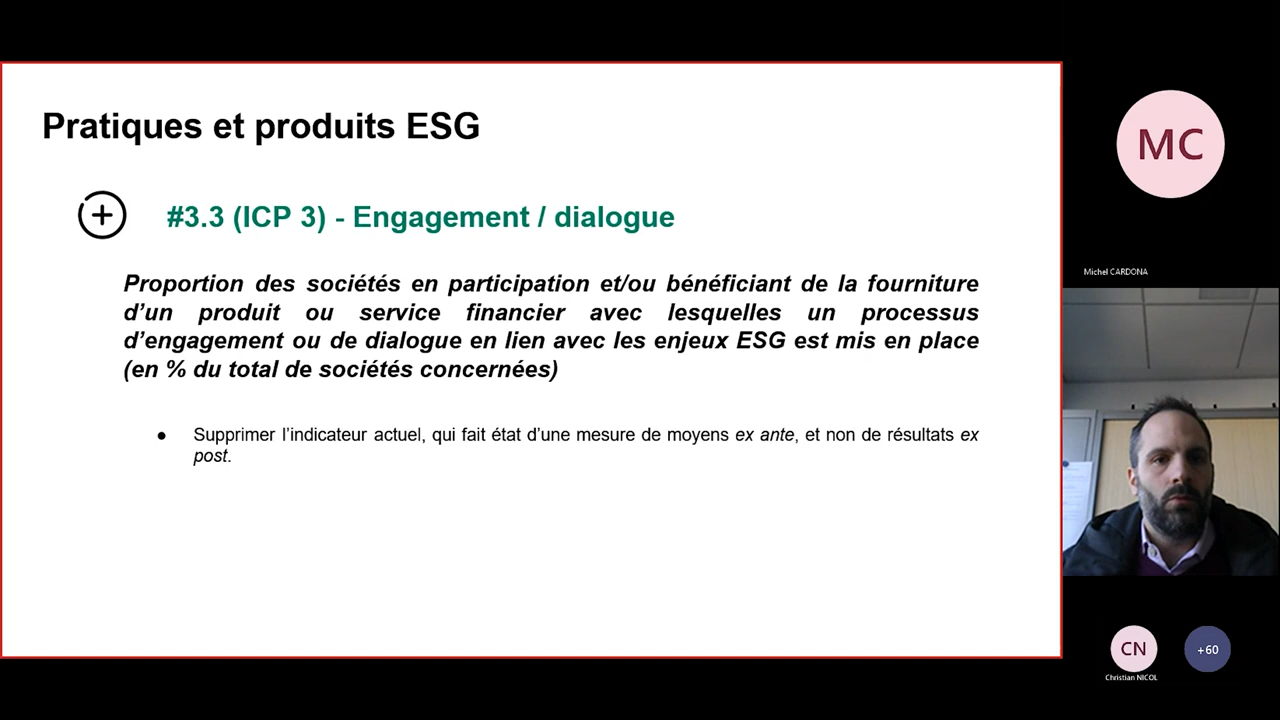 Pratiques et produits ESG
#3.3 (ICP 3) - Engagement / dialogue
Proportion des sociétés en participation et/ou bénéficiant de la fourniture
d’un produit ou service financier avec lesquelles un processus
d’engagement ou de dialogue en lien avec les enjeux ESG est mis en place
(en % du total de sociétés concernées)
● Supprimer l’indicateur actuel, qui fait état d’une mesure de moyens ex ante, et non de résultats ex
post.
MC
Michel CARDONA
CN
+60
Christian NICOL